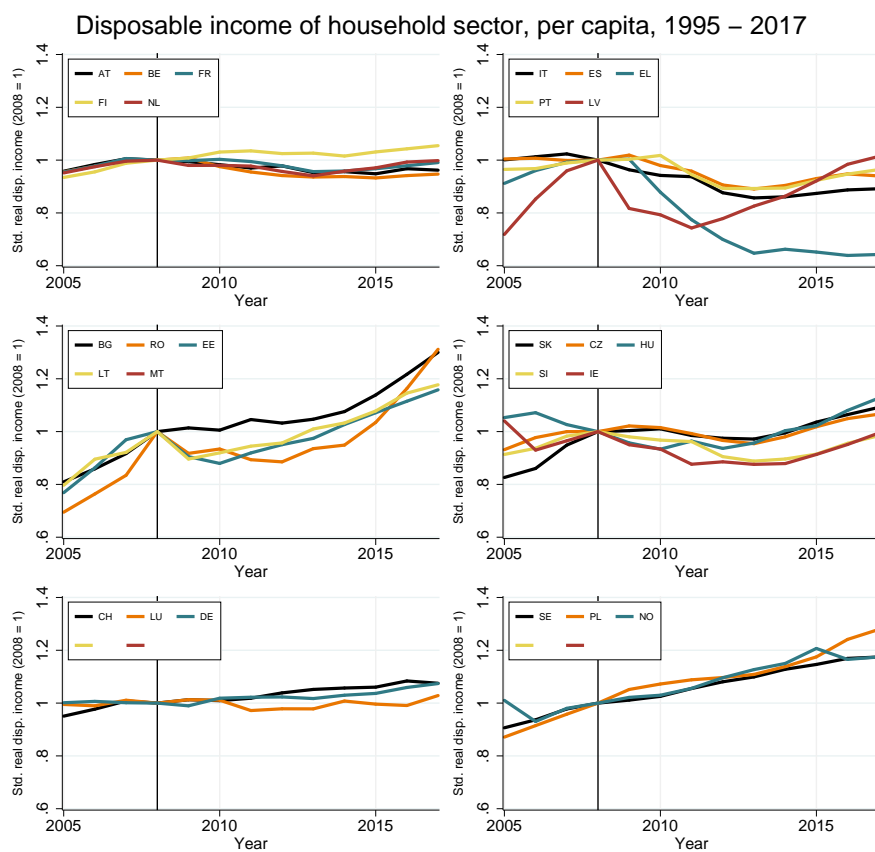 Disposable income of household sector, per capita, 1995 – 2017
Std. real disp. income (2008 = 1)
.6 .8 1 1.2 1.4
AT BE FR
FI NL
2005 2010 2015
Year
Std. real disp. income (2008 = 1)
.6 .8 1 1.2 1.4
IT ES EL
PT LV
2005 2010 2015
Year
Std. real disp. income (2008 = 1)
.6 .8 1 1.2 1.4
BG RO EE
LT MT
2005 2010 2015
Year
Std. real disp. income (2008 = 1)
.6 .8 1 1.2 1.4
SK CZ HU
SI IE
2005 2010 2015
Year
Std. real disp. income (2008 = 1)
.6 .8 1 1.2 1.4
CH LU DE
2005 2010 2015
Year
Std. real disp. income (2008 = 1)
.6 .8 1 1.2 1.4
SE PL NO
2005 2010 2015
Year